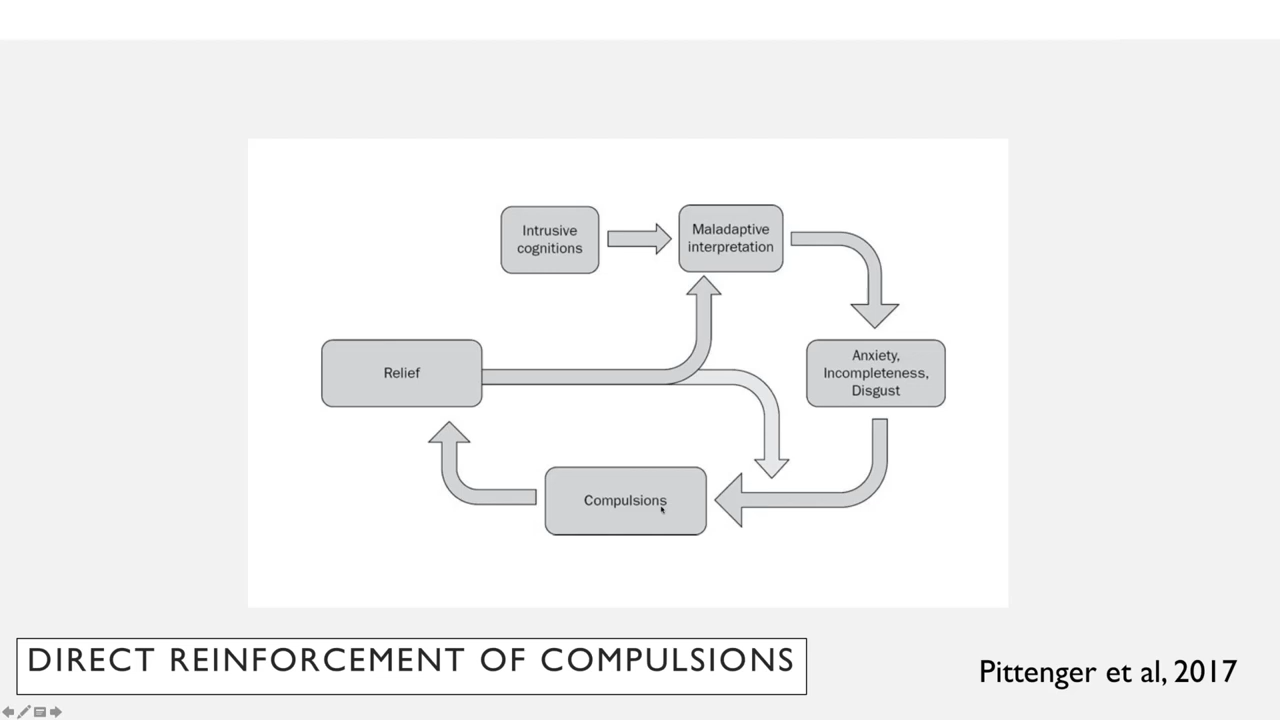 Intrusive
cognitions
Maladaptive
interpretation
Relief
Anxiety,
Incompleteness,
Disgust
Compulsions
DIRECT REINFORCEMENT OF COMPULSIONS
Pittenger et al, 2017